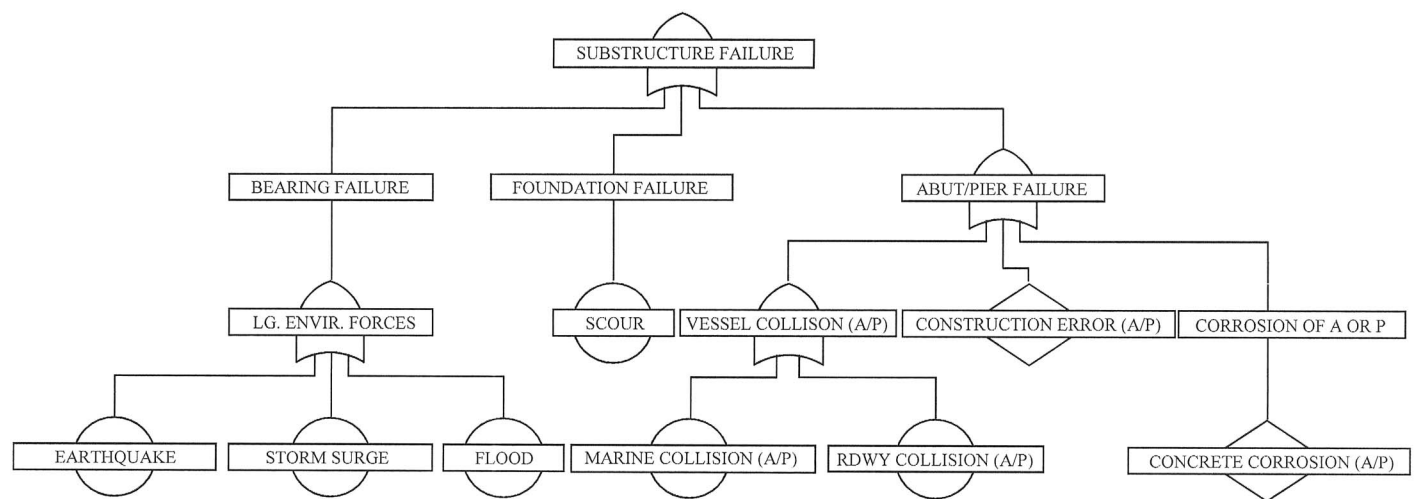 SUBSTRUCTURE FAILURE
BEARING FAILURE
FOUNDATION FAILURE
ABUT/PIER FAILURE
LG. ENVIR. FORCES
SCOUR
VESSEL COLLISON (A/P)
CONSTRUCTION ERROR (A/P)
CORROSION OF A OR P
EARTHQUAKE
STORM SURGE
FLOOD
MARINE COLLISION (A/P)
RDWY COLLISION (A/P)
CONCRETE CORROSION (A/P)